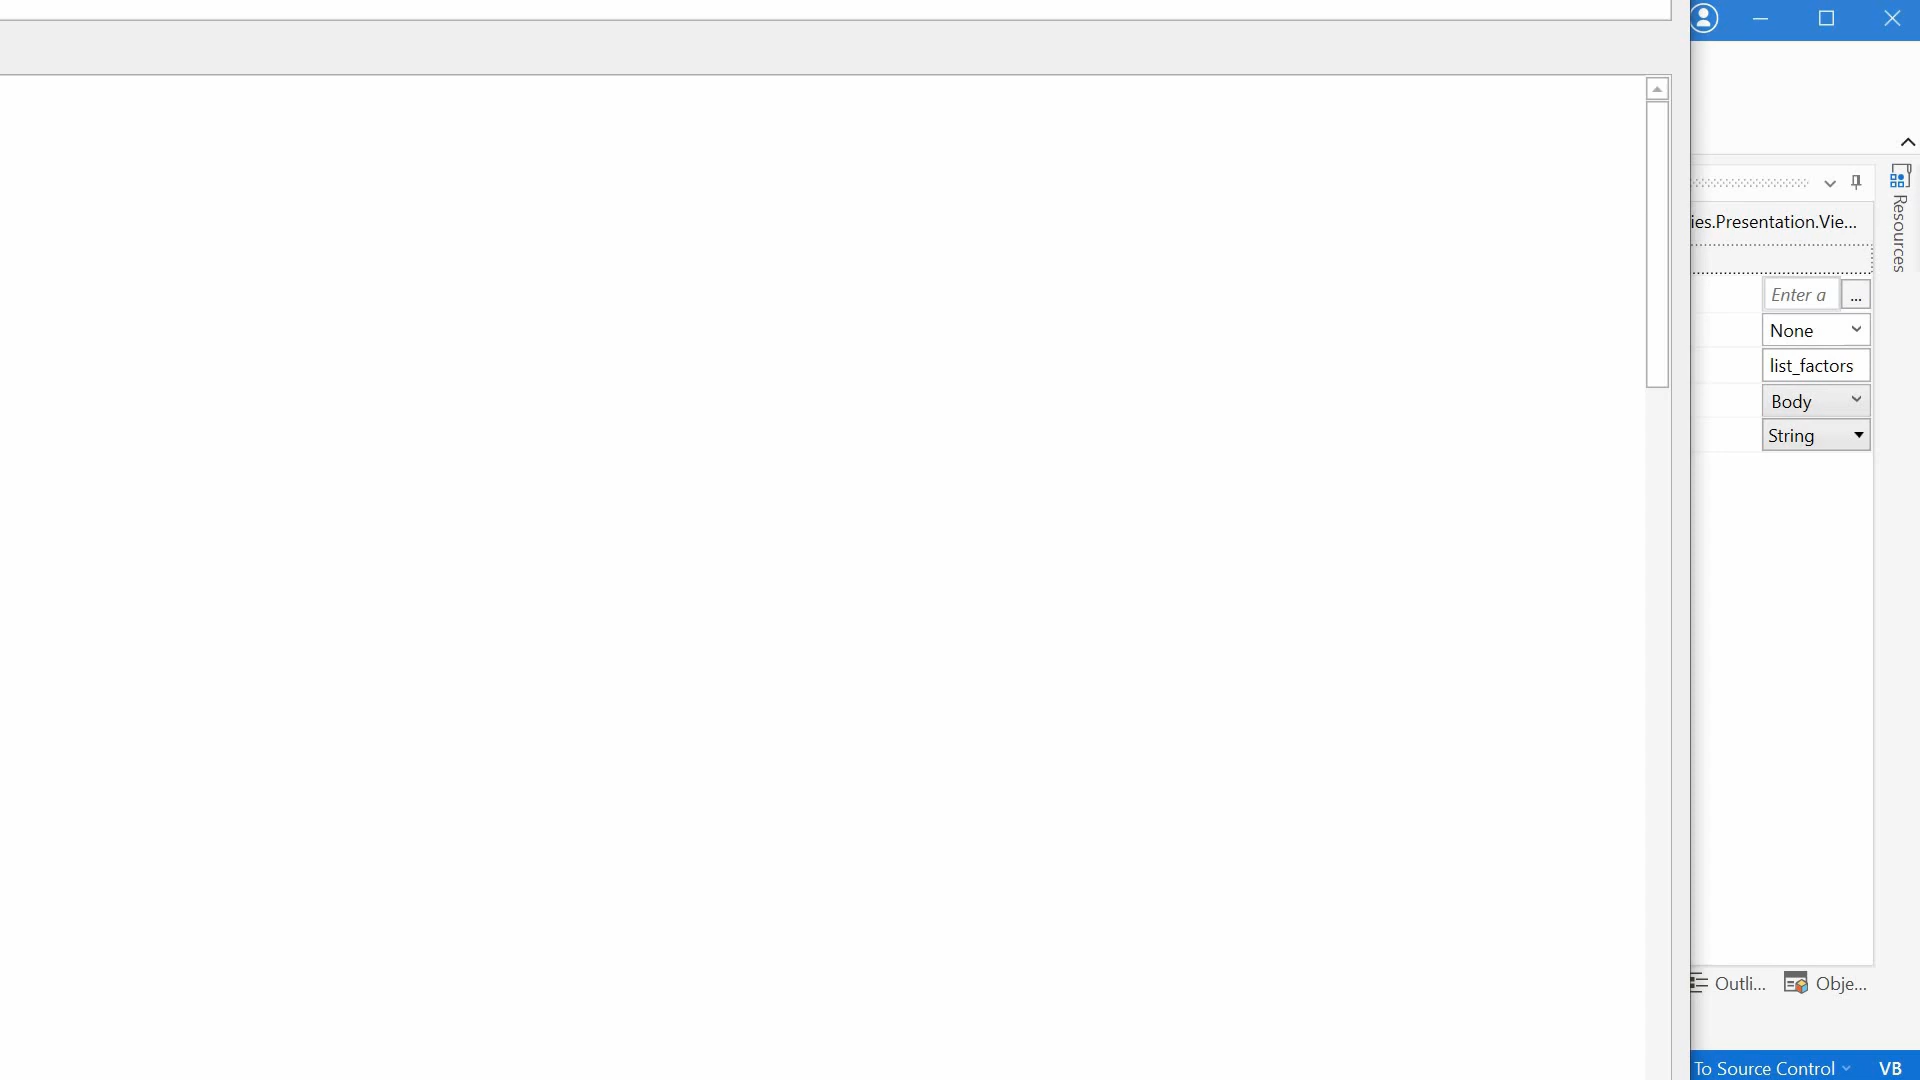 Resources
ies.Presentation.Vie...
Enter a
...
None
list_factors
Body
String
Outli...
Obje...
To Source Control
VB